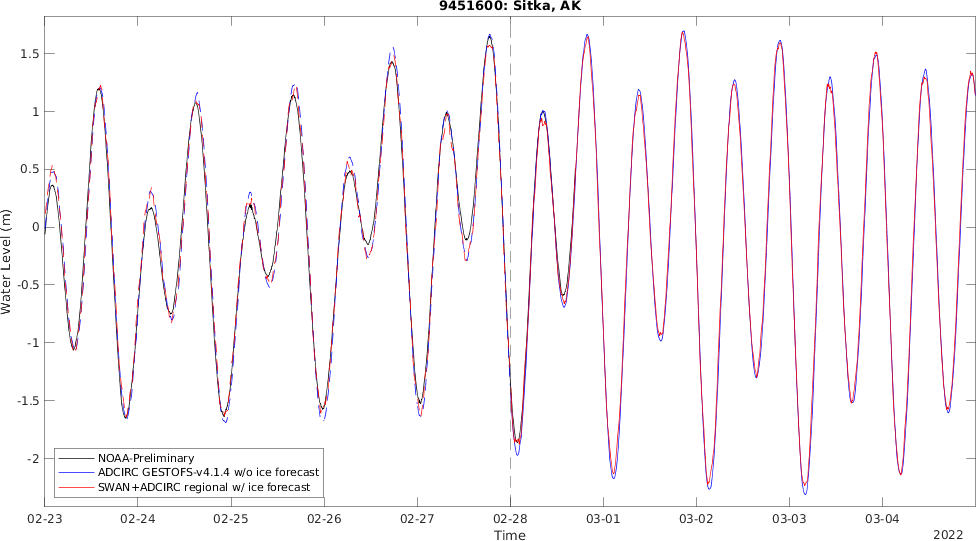 9451600: Sitka, AK
1.5
1
0.5
0
-0.5
-1
-1.5
-2
Water Level (m)
NOAA-Preliminary
ADCIRC GESTOFS-v4.1.4 w/o ice forecast
SWAN+ADCIRC regional w/ ice forecast
02-23 02-24 02-25 02-26 02-27 02-28 03-01 03-02 03-03 03-04
Time
2022